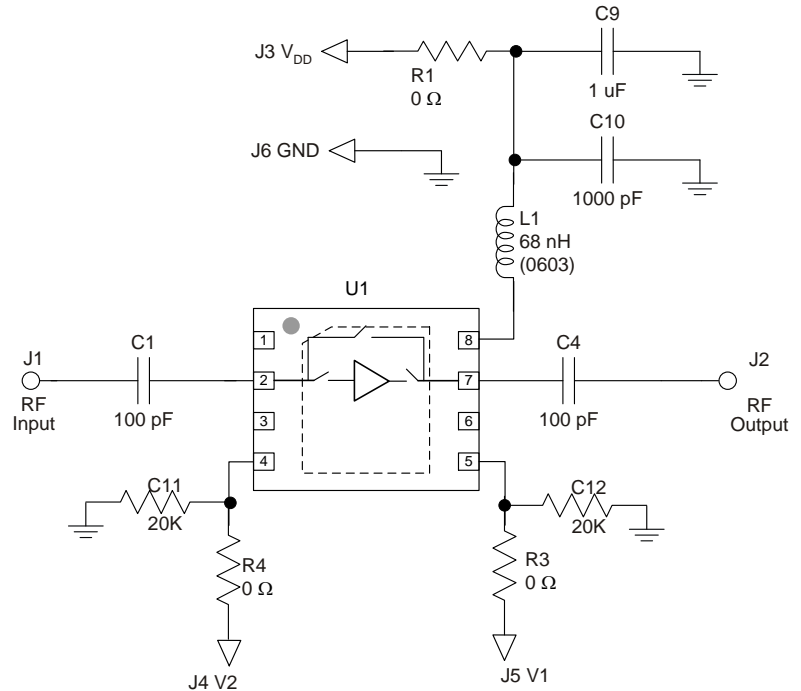 C9
J3 VDD
R1
0 Ω
1 uF
C10
J6 GND
1000 pF
L1
68 nH
(0603)
U1
1
8
J1
C1
C4
J2
2
7
RF
Input
100 pF
100 pF
RF
Output
3
6
4
5
C11
20K
C12
20K
R4
0 Ω
R3
0 Ω
J4 V2
J5 V1